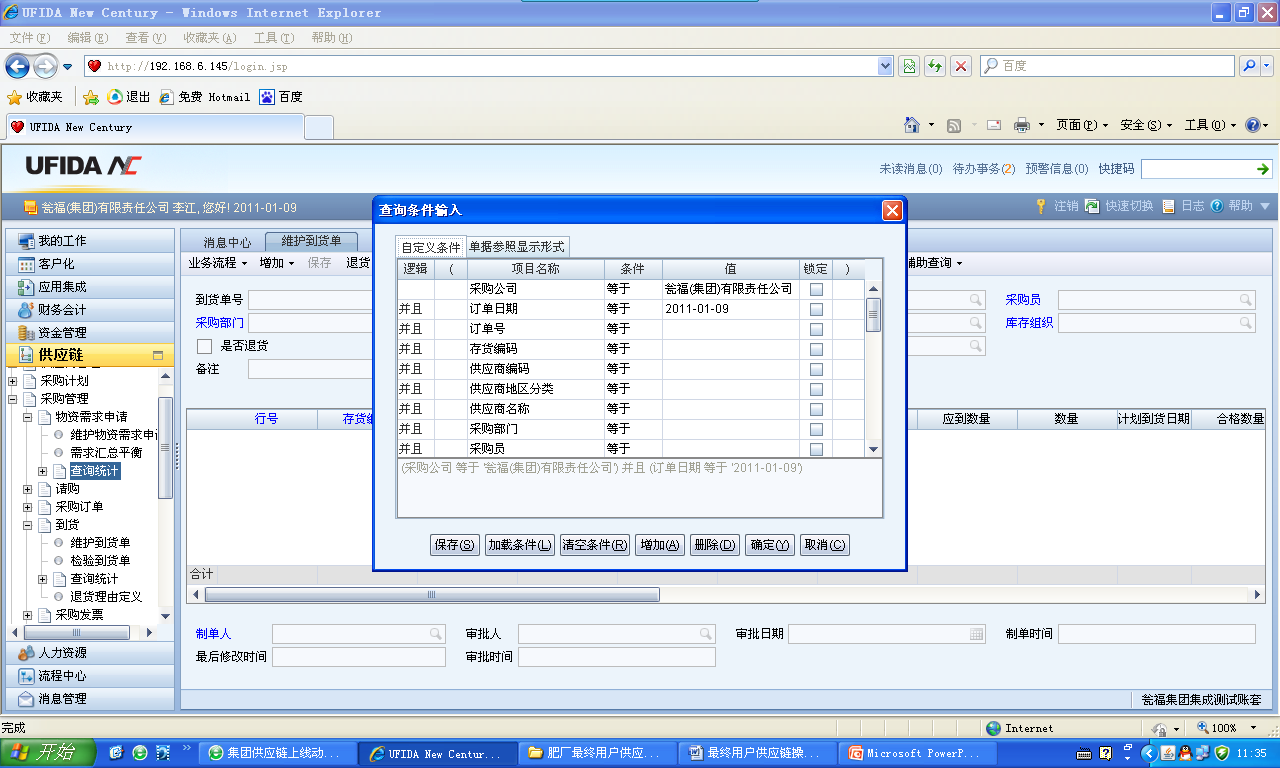 UFIDA New Century - Windows Internet Explorer
文件(F) 编辑(E) 查看(V) 收藏夹(A) 工具(T) 帮助(H)
http://192.168.6.145/login.jsp 百度
收藏夹 退出 免费 Hotmail 百度
UFIDA New Century 页面(P) 安全(S) 工具(O)
UFIDA NC 未读消息(0) 待办事务(2) 预警信息(0) 快捷码
瓮福(集团)有限责任公司 李江, 您好! 2011-01-09 注销 快速切换 日志 帮助
我的工作
客户化
应用集成
财务会计
资金管理
供应链
采购计划
采购管理
物资需求申请
维护物资需求申
需求汇总平衡
查询统计
请购
采购订单
到货
维护到货单
检验到货单
查询统计
退货理由定义
采购发票
人力资源
流程中心
消息管理
消息中心 维护到货单
业务流程 增加 保存 退货 辅助查询
到货单号 采购员
采购部门 库存组织
是否退货
备注
行号 存货编 应到数量 数量 计划到货日期 合格数量
合计
制单人 审批人 审批日期 制单时间
最后修改时间 审批时间
瓮福集团集成测试账套
查询条件输入
自定义条件 单据参照显示形式
逻辑 ( 项目名称 条件 值 锁定 )
采购公司 等于 瓮福(集团)有限责任公司
并且 订单日期 等于 2011-01-09
并且 订单号 等于
并且 存货编码 等于
并且 供应商编码 等于
并且 供应商地区分类 等于
并且 供应商名称 等于
并且 采购部门 等于
并且 采购员 等于
(采购公司 等于 '瓮福(集团)有限责任公司') 并且 (订单日期 等于 '2011-01-09')
保存(S) 加载条件(L) 清空条件(R) 增加(A) 删除(D) 确定(Y) 取消(C)
完成 Internet 100%
开始 集团供应链上线动... UFIDA New Centur... 肥厂最终用户供应... 最终用户供应链操... Microsoft PowerP... 11:35